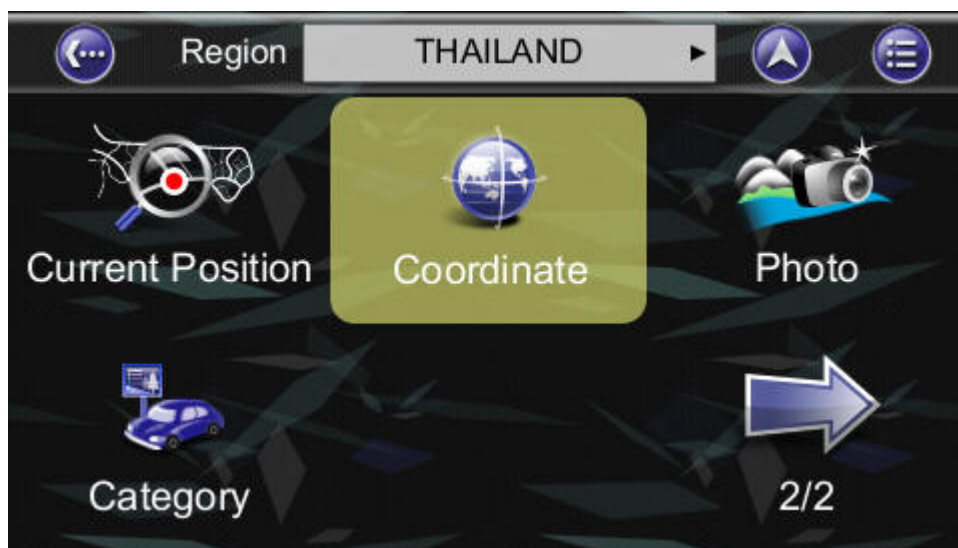 Region THAILAND
Current Position Coordinate Photo
Category 2/2